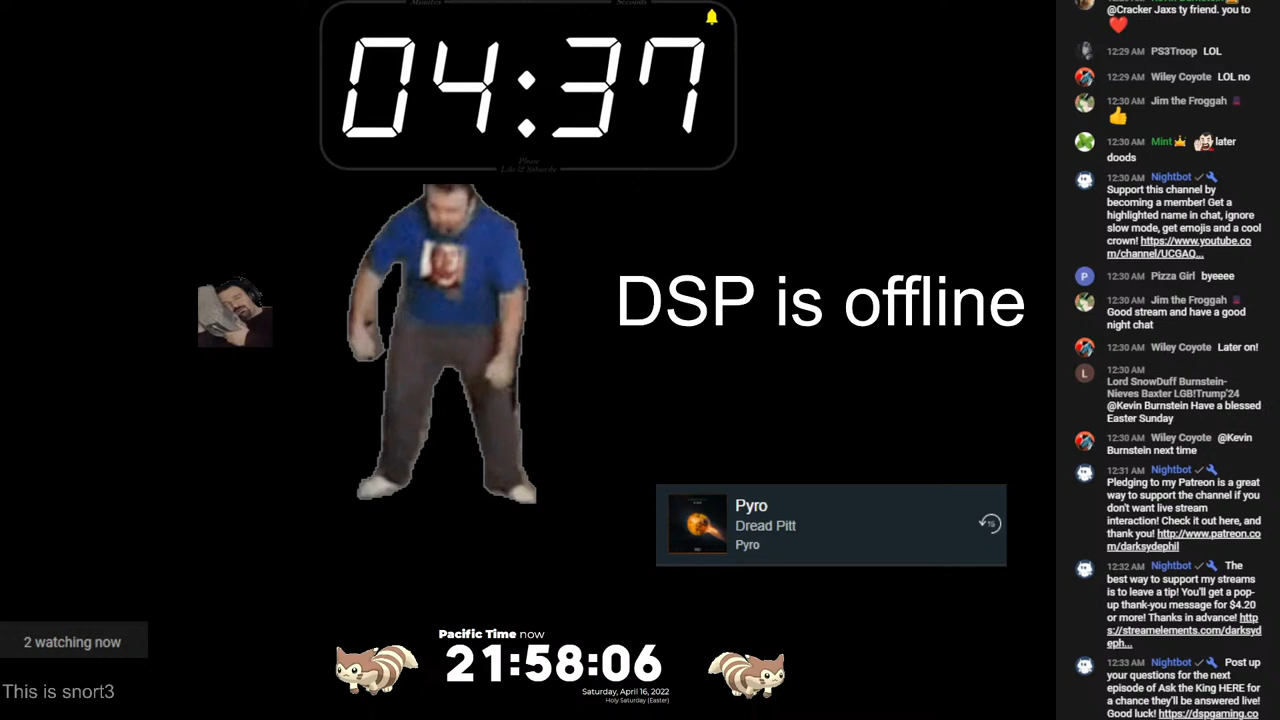 Minutes
Seconds
04:37
Please
Like & Subscribe
DSP is offline
Pyro
Dread Pitt
Pyro
15
2 watching now
This is snort3
Pacific Time now
21:58:06
Saturday, April 16, 2022
Holy Saturday (Easter)
@Cracker Jaxs ty friend. you to
12:29 AM PS3Troop LOL
12:29 AM Wiley Coyote LOL no
12:30 AM Jim the Froggah
12:30 AM Mint later
doods
12:30 AM Nightbot
Support this channel by
becoming a member! Get a
highlighted name in chat, ignore
slow mode, get emojis and a cool
crown! https://www.youtube.co
m/channel/UCGAQ...
P 12:30 AM Pizza Girl byeeee
12:30 AM Jim the Froggah
Good stream and have a good
night chat
12:30 AM Wiley Coyote Later on!
L 12:30 AM
Lord SnowDuff Burnstein-
Nieves Baxter LGB!Trump'24
@Kevin Burnstein Have a blessed
Easter Sunday
12:30 AM Wiley Coyote @Kevin
Burnstein next time
12:31 AM Nightbot
Pledging to my Patreon is a great
way to support the channel if you
don't want live stream
interaction! Check it out here, and
thank you! http://www.patreon.co
m/darksydephil
12:32 AM Nightbot The
best way to support my streams
is to leave a tip! You'll get a pop-
up thank-you message for $4.20
or more! Thanks in advance! http
s://streamelements.com/darksyd
eph...
12:33 AM Nightbot Post up
your questions for the next
episode of Ask the King HERE for
a chance they'll be answered live!
Good luck! https://dspgaming.co